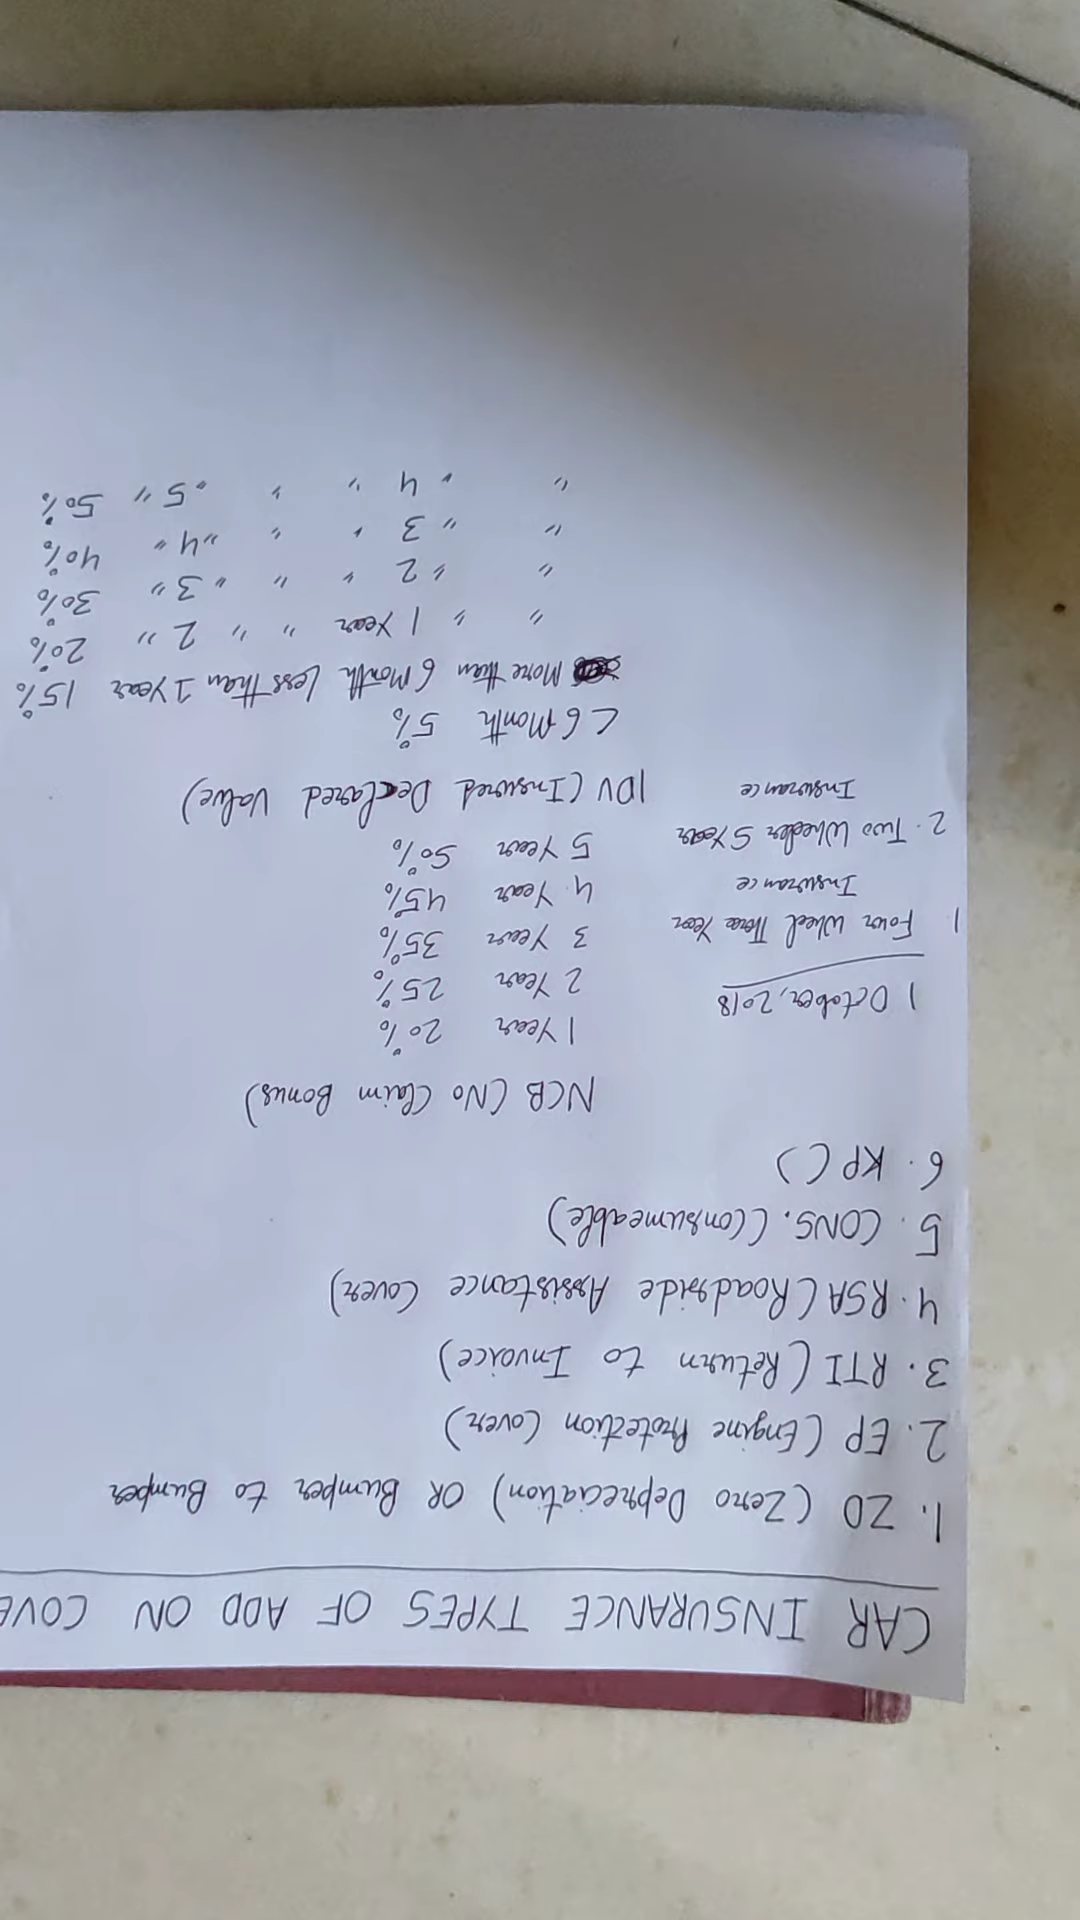 CAR INSURANCE TYPES OF ADD ON COVE
1. ZD (Zero Depreciation) OR Bumper to Bumper
2. EP (Engine Protection Cover)
3. RTI (Return to Invoice)
4. RSA (Roadside Assistance Cover)
5. CONS. (Consumeable)
6. KP ( )
NCB (No Claim Bonus)
1 Year 20%
2 Year 25%
3 Year 35%
4 Year 45%
5 Year 50%
1 October, 2018
1. Four Wheel Three Year
Insurance
2. Two Wheeler 5 Year
Insurance
IDV (Insured Declared Value)
< 6 Month 5%
More than 6 Month Less than 1 Year 15%
" " 1 Year " " 2 " 20%
" " 2 " " " 3 " 30%
" " 3 " " " 4 " 40%
" " 4 " " " 5 " 50%